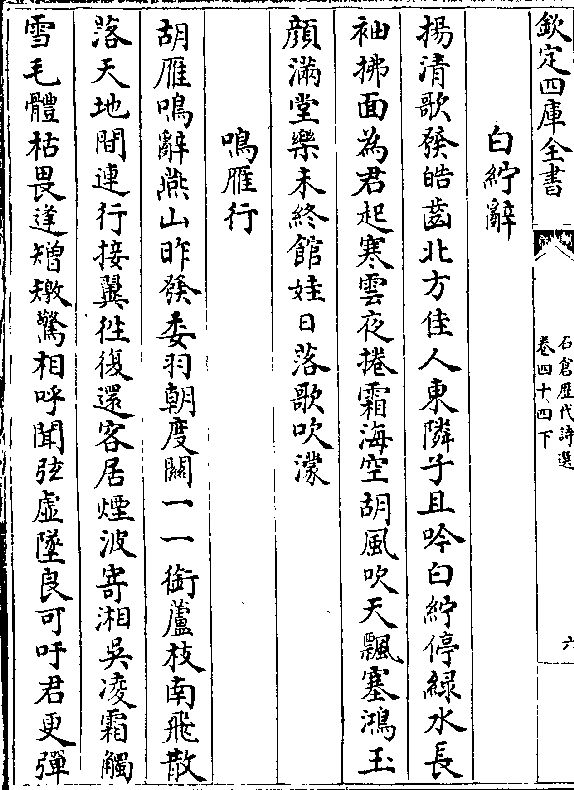 欽定四庫全書
石倉歷代詩選
卷四十四下
六
白紵辭
揚清歌發皓齒北方佳人東隣子且吟白紵停緑水長
袖拂面為君起寒雲夜捲霜海空胡風吹天飄塞鴻玉
顔滿堂樂未終館娃日落歌吹濛
鳴雁行
胡雁鳴辭燕山昨發委羽朝度關一一銜蘆枝南飛散
落天地間連行接翼徃復還客居煙波寄湘吳凌霜觸
雪毛體枯畏逢矰繳驚相呼聞弦虚墜良可吁君更彈